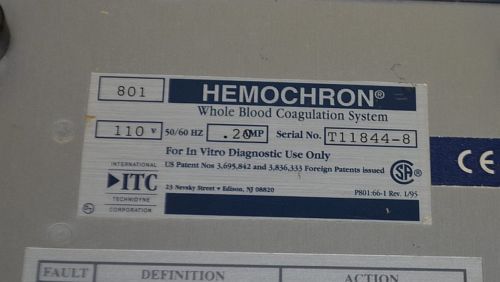 801
HEMOCHRON®
Whole Blood Coagulation System
110 V 50/60 HZ .20 AMP Serial No. T11844-8
For In Vitro Diagnostic Use Only
US Patent Nos 3,695,842 and 3,836,333 Foreign Patents issued
INTERNATIONAL
ITC
TECHNIDYNE
CORPORATION
23 Nevsky Street • Edison, NJ 08820
P801:66-1 Rev. 1/95
CE
FAULT DEFINITION ACTION